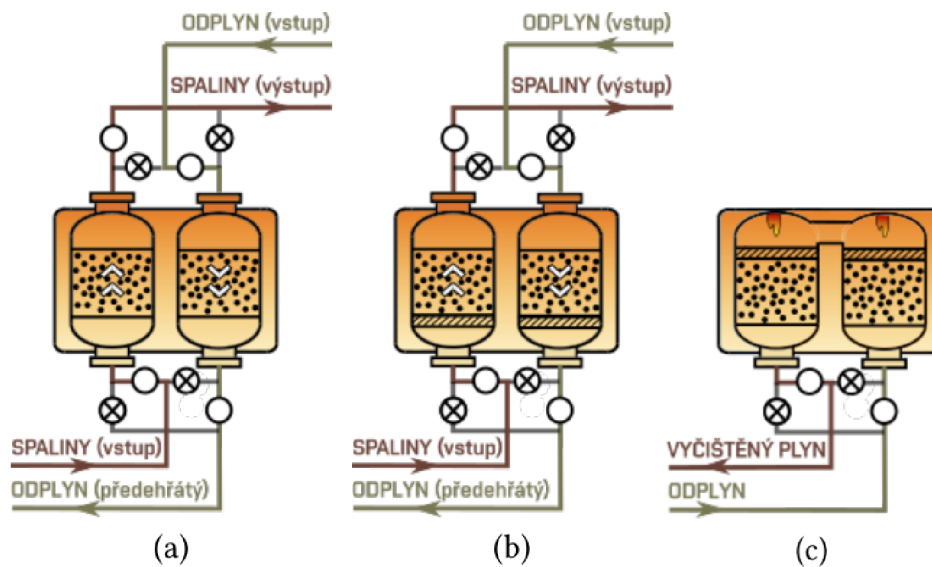 ODPLYN (vstup)
SPALINY (výstup)
SPALINY (vstup)
ODPLYN (předehřátý)
(a)
ODPLYN (vstup)
SPALINY (výstup)
SPALINY (vstup)
ODPLYN (předehřátý)
(b)
VYČIŠTĚNÝ PLYN
ODPLYN
(c)